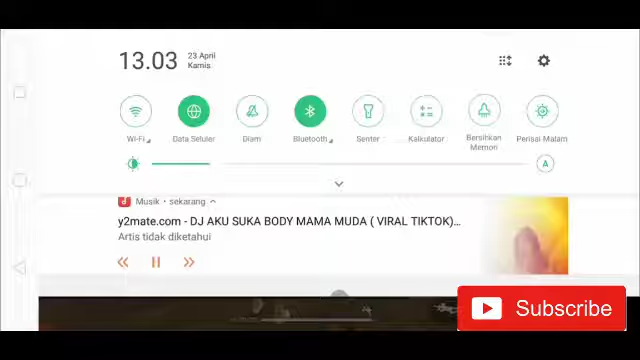 13.03
23 April
Kamis
Wi-Fi
Data Seluler
Diam
Bluetooth
Senter
Kalkulator
Bersihkan Memori
Perisai Malam
A
Musik • sekarang
y2mate.com - DJ AKU SUKA BODY MAMA MUDA ( VIRAL TIKTOK)...
Artis tidak diketahui
Subscribe